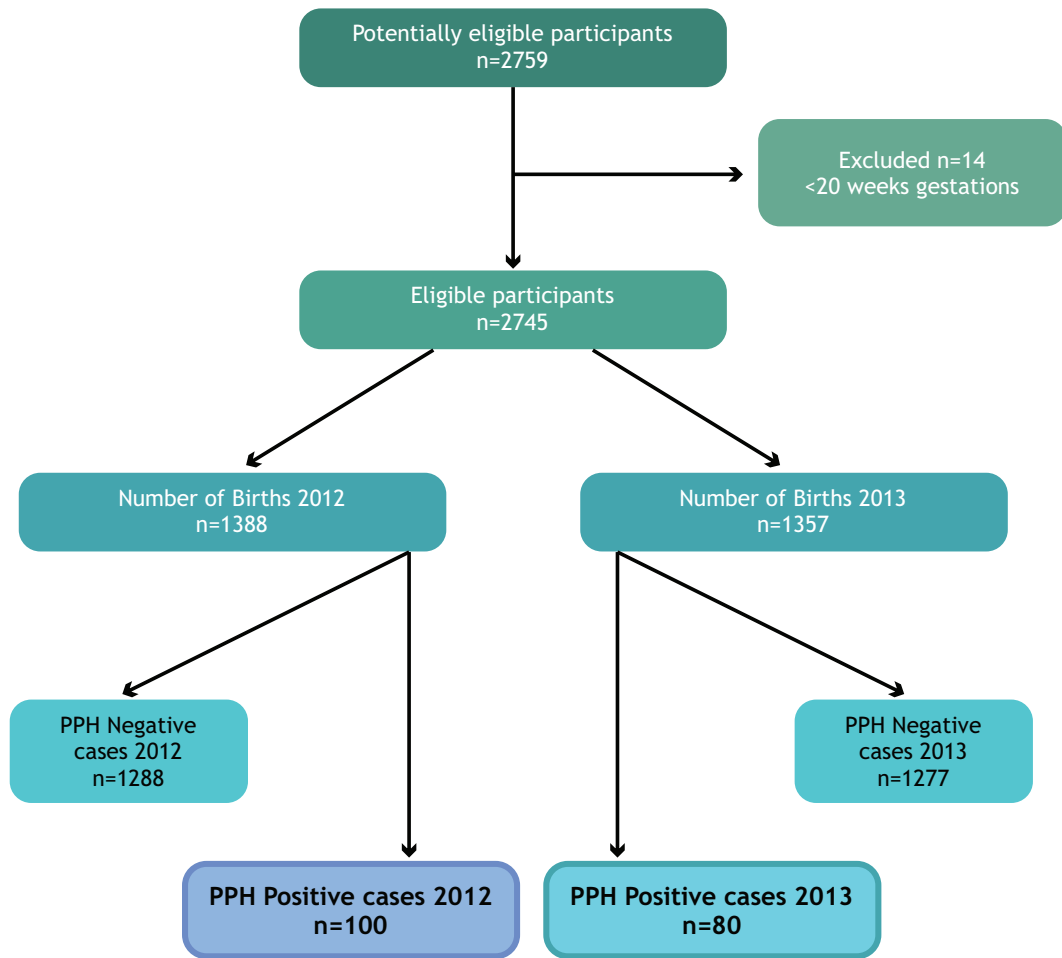 Potentially eligible participants
n=2759
Excluded n=14
<20 weeks gestations
Eligible participants
n=2745
Number of Births 2012
n=1388
Number of Births 2013
n=1357
PPH Negative
cases 2012
n=1288
PPH Negative
cases 2013
n=1277
PPH Positive cases 2012
n=100
PPH Positive cases 2013
n=80